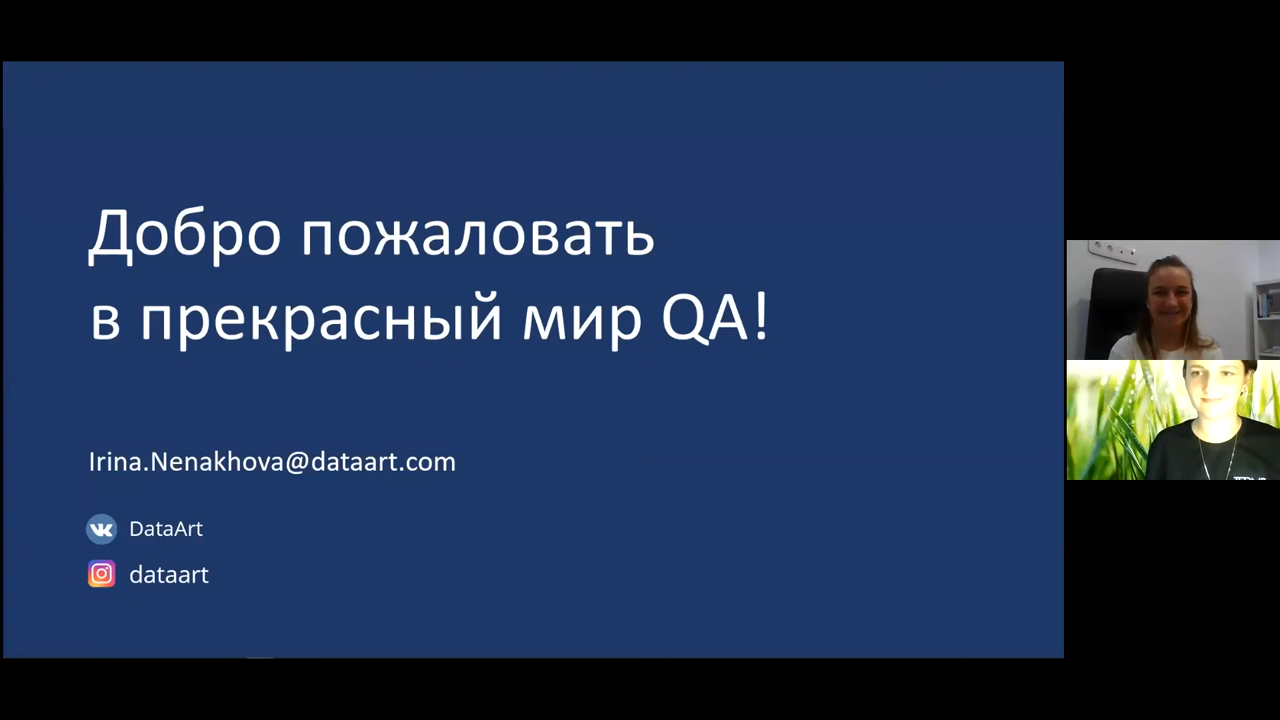 Добро пожаловать
в прекрасный мир QA!
Irina.Nenakhova@dataart.com
DataArt
dataart